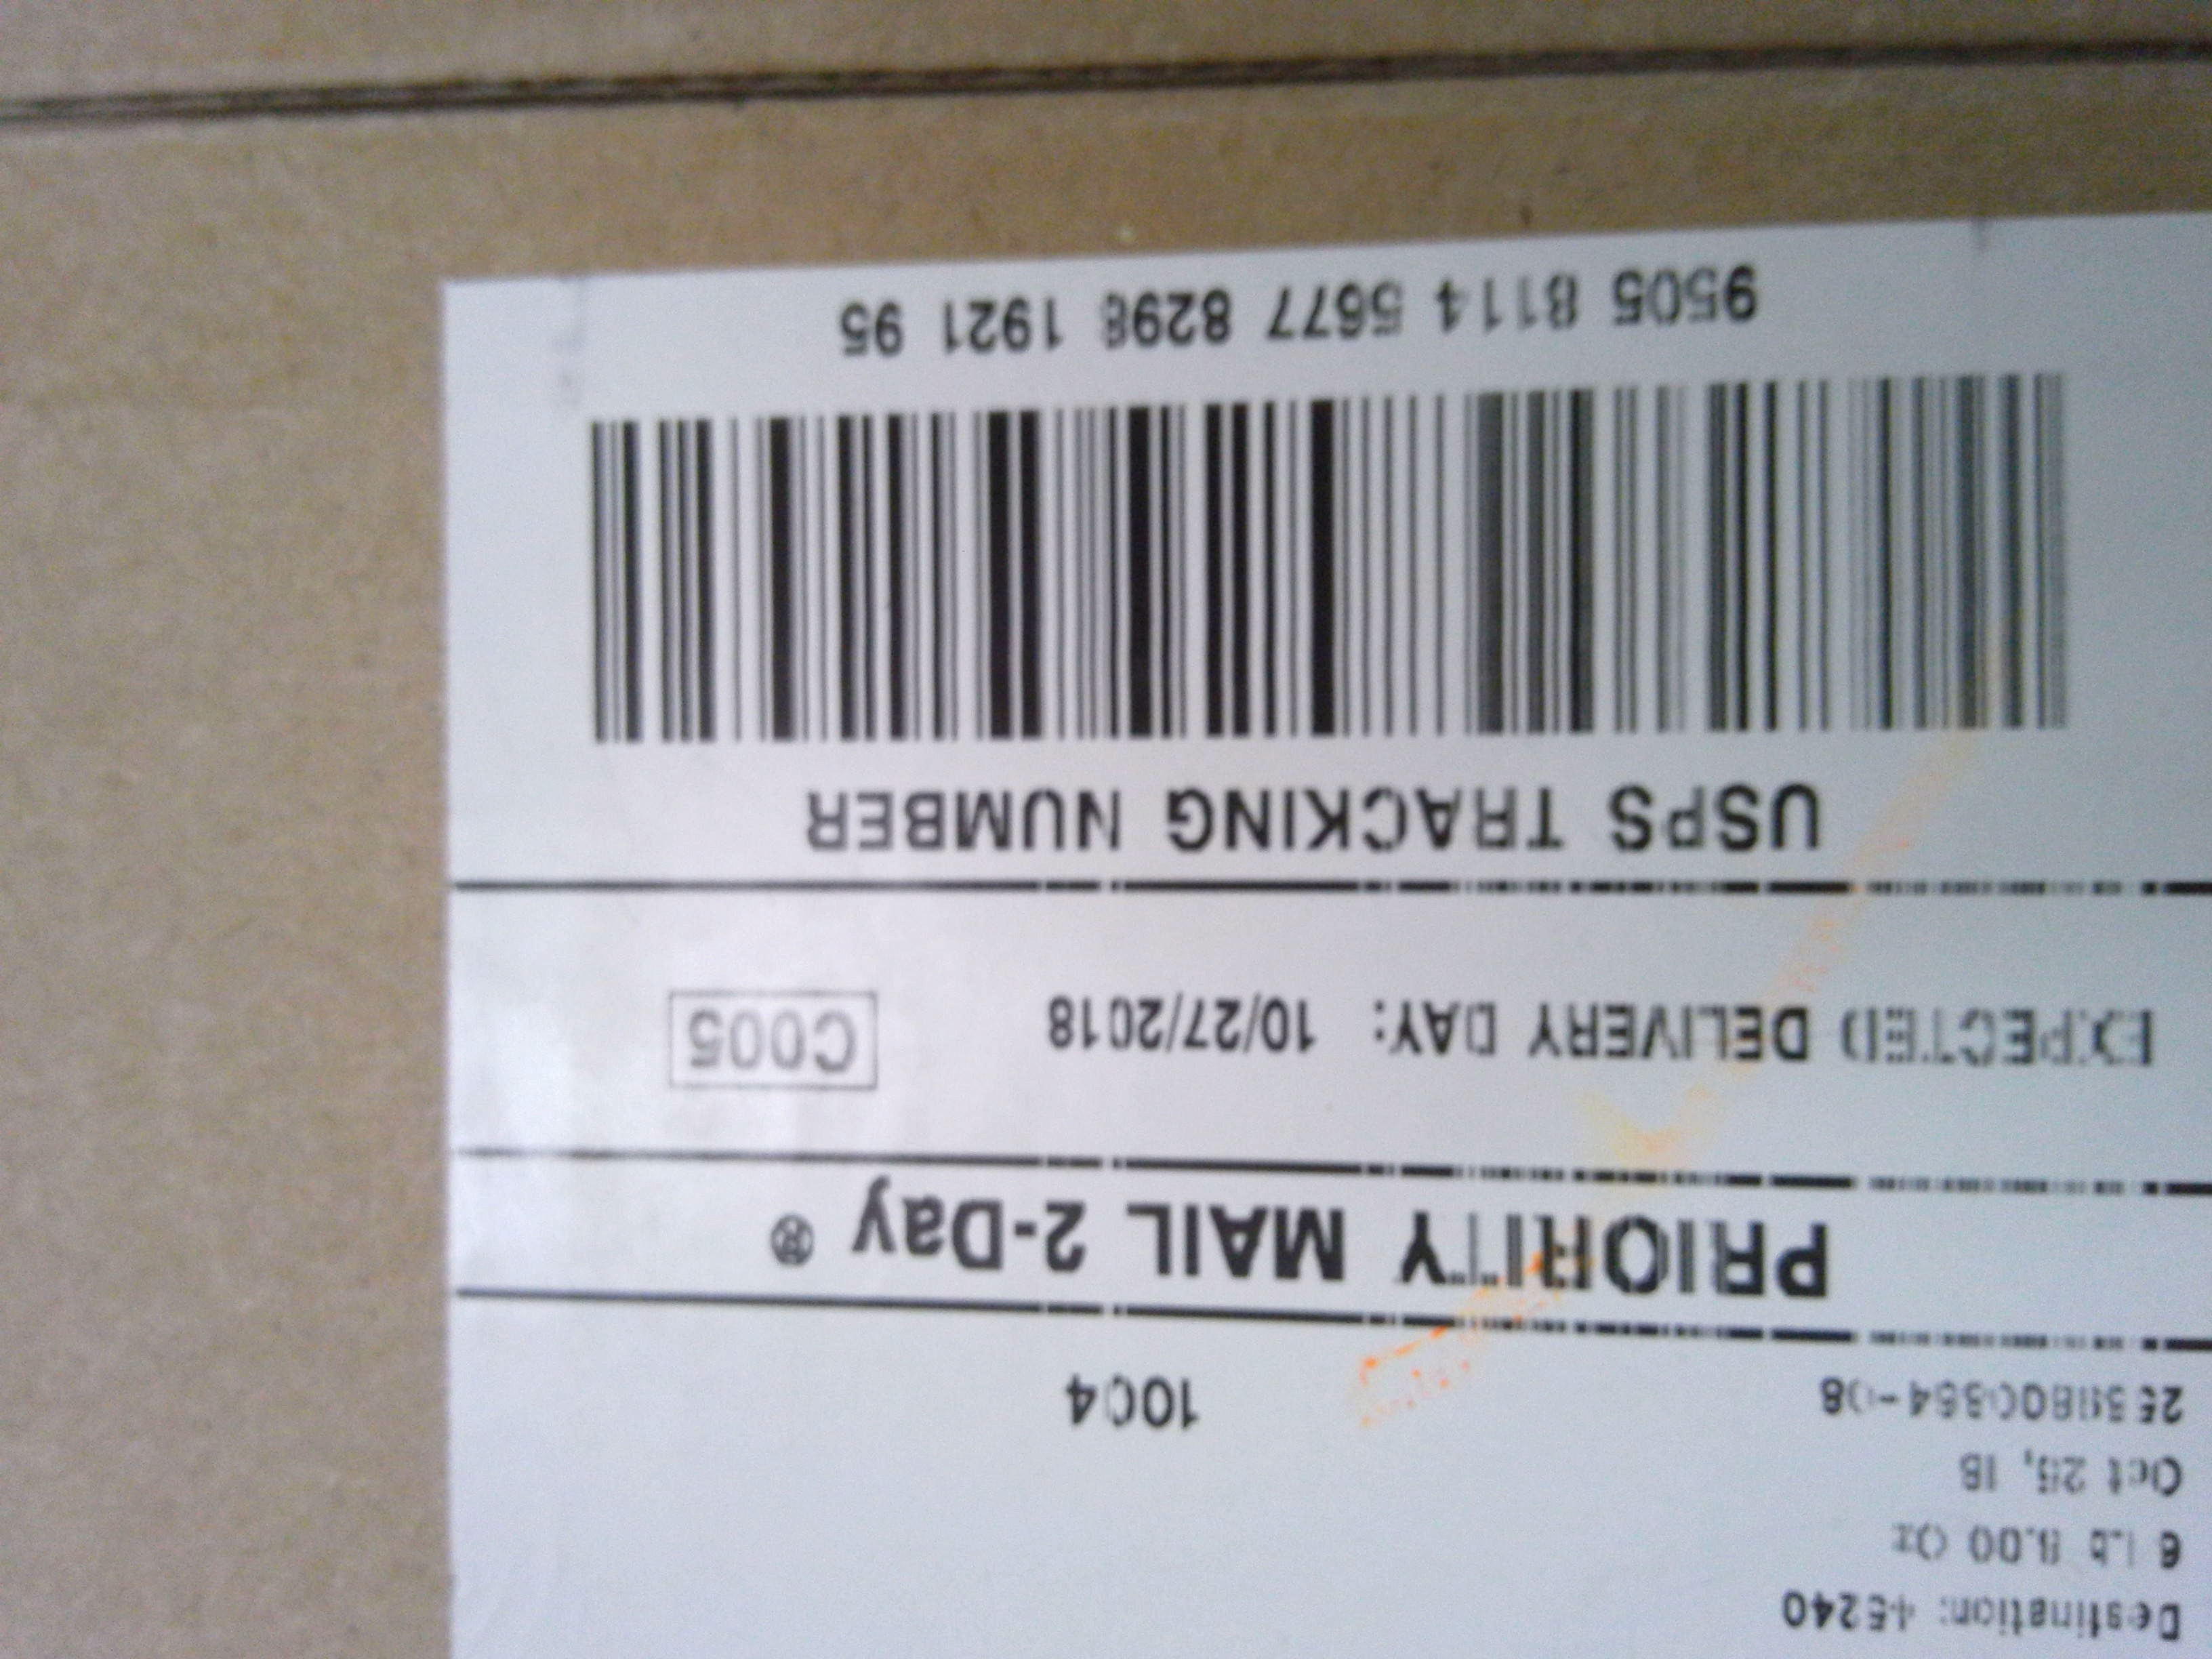 Destination: 45240
6 Lb 8.00 Oz
Oct 25, 18
1004
PRIORITY MAIL 2-Day ®
EXPECTED DELIVERY DAY: 10/27/2018 C005
USPS TRACKING NUMBER
9505 8114 5677 8298 1921 95